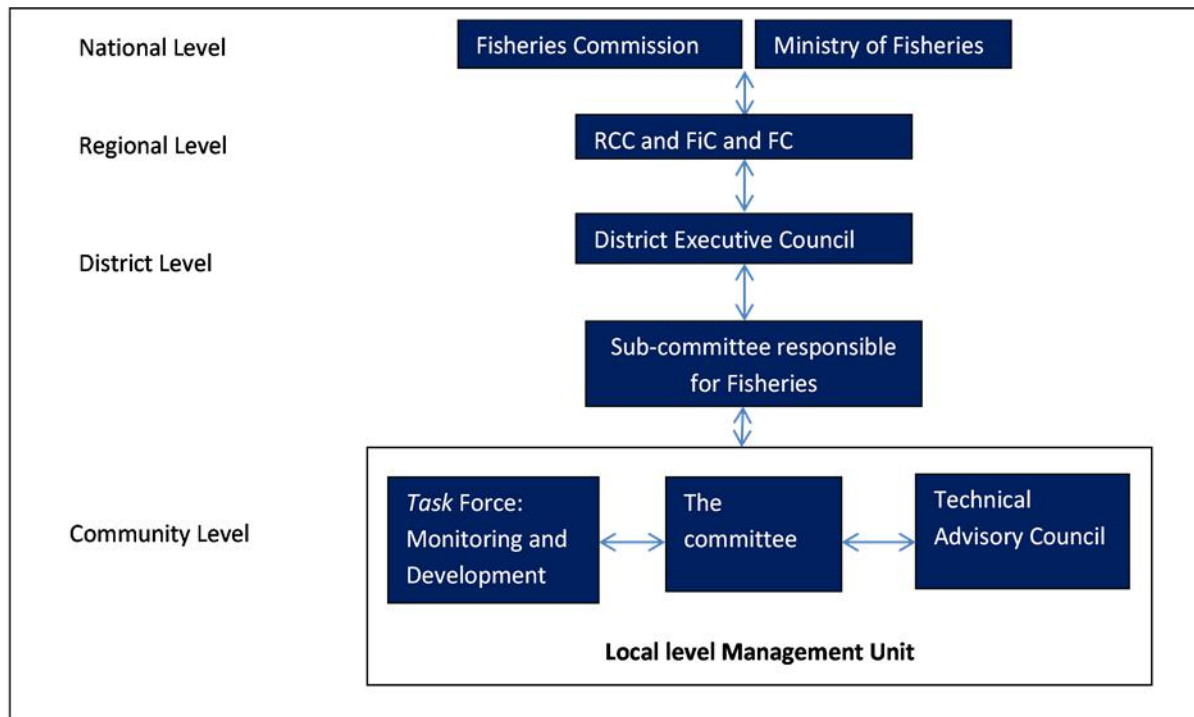 National Level
Fisheries Commission
Ministry of Fisheries
Regional Level
RCC and FiC and FC
District Level
District Executive Council
Sub-committee responsible
for Fisheries
Community Level
Task Force:
Monitoring and
Development
The
committee
Technical
Advisory Council
Local level Management Unit